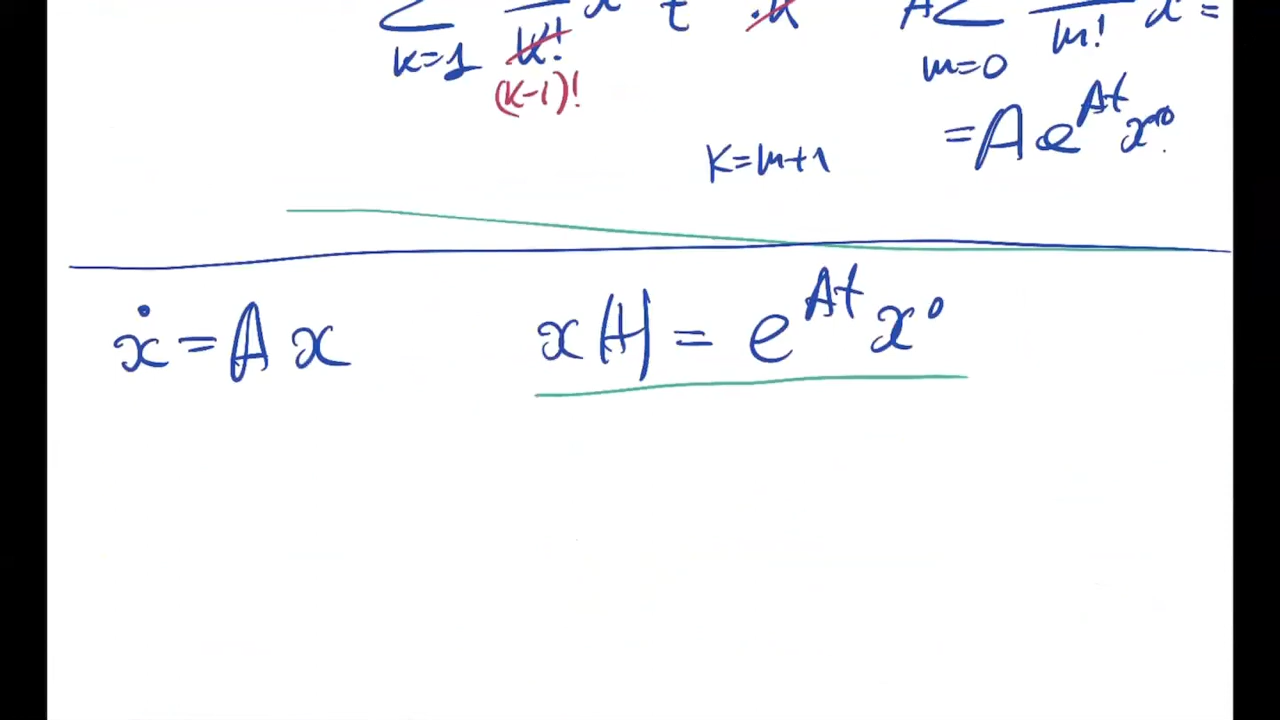 ∑ k=1 k! (k-1)! t · k A∑ m=0 m! x =
= A e^{At} x^0.
k=m+1
ẋ = A x x(t) = e^{At} x^0